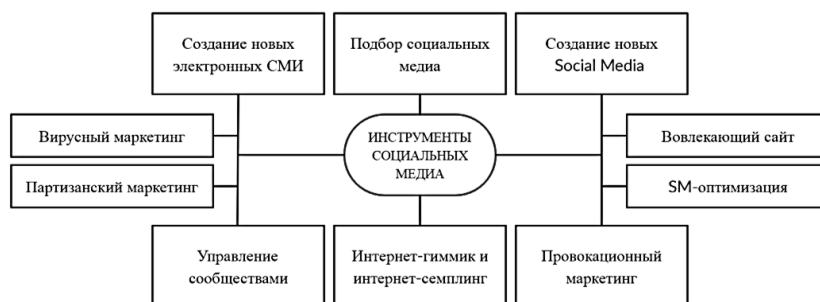 Создание новых
электронных СМИ
Подбор социальных
медиа
Создание новых
Social Media
Вирусный маркетинг
ИНСТРУМЕНТЫ
СОЦИАЛЬНЫХ
МЕДИА
Вовлекающий сайт
Партизанский маркетинг
SM-оптимизация
Управление
сообществами
Интернет-гиммик и
интернет-семплинг
Провокационный
маркетинг